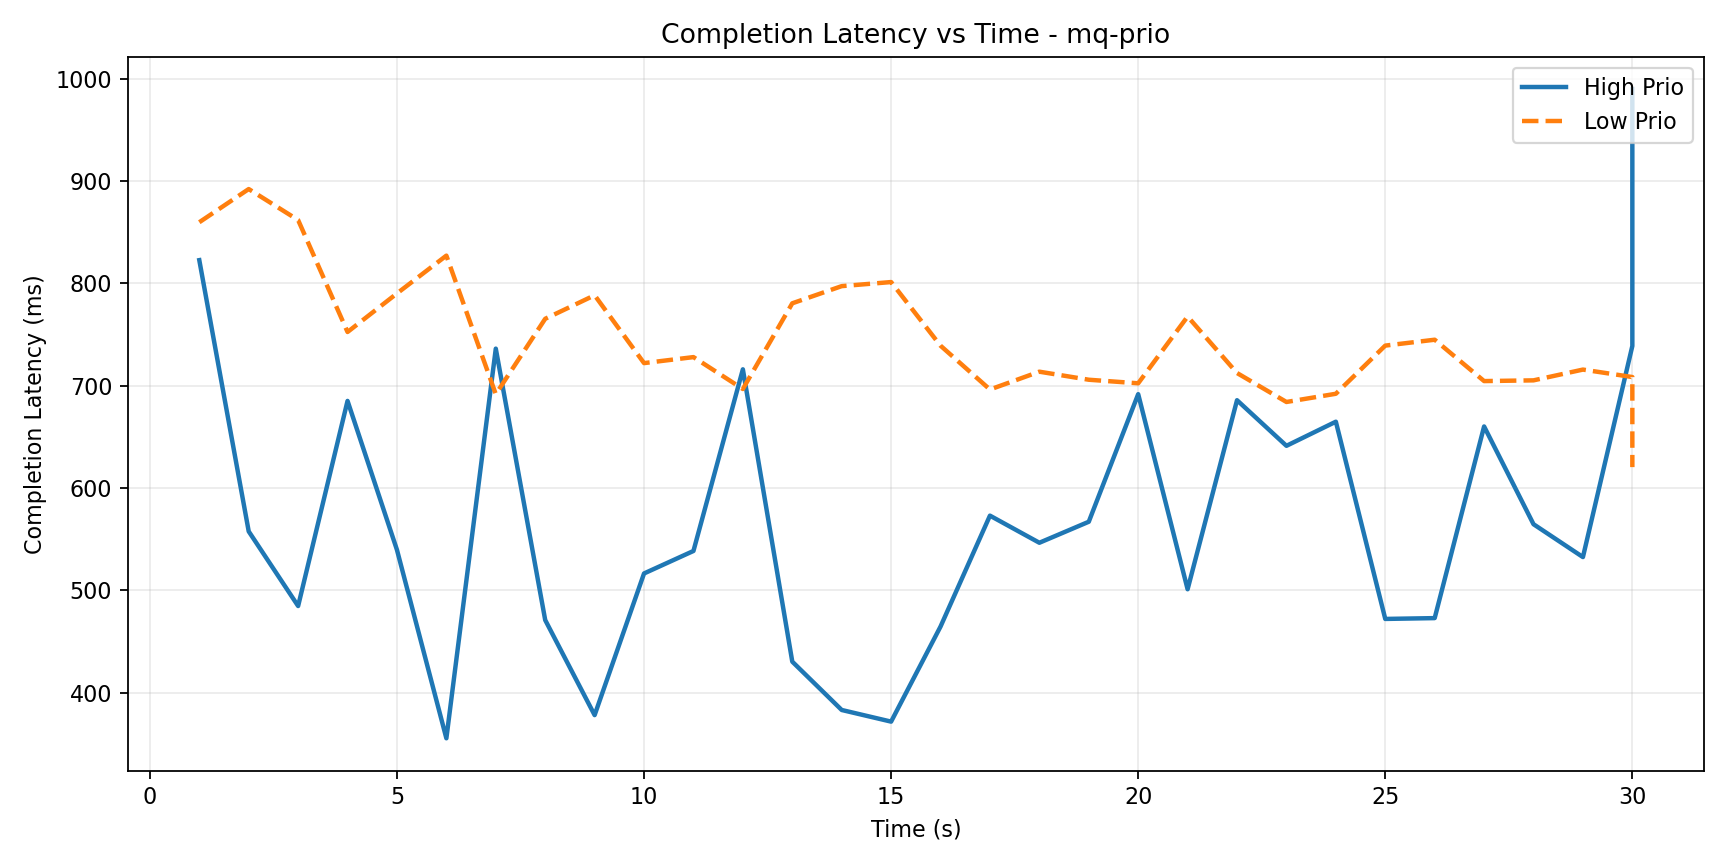 Completion Latency vs Time - mq-prio
High Prio
Low Prio
Completion Latency (ms)
1000
900
800
700
600
500
400
0 5 10 15 20 25 30
Time (s)